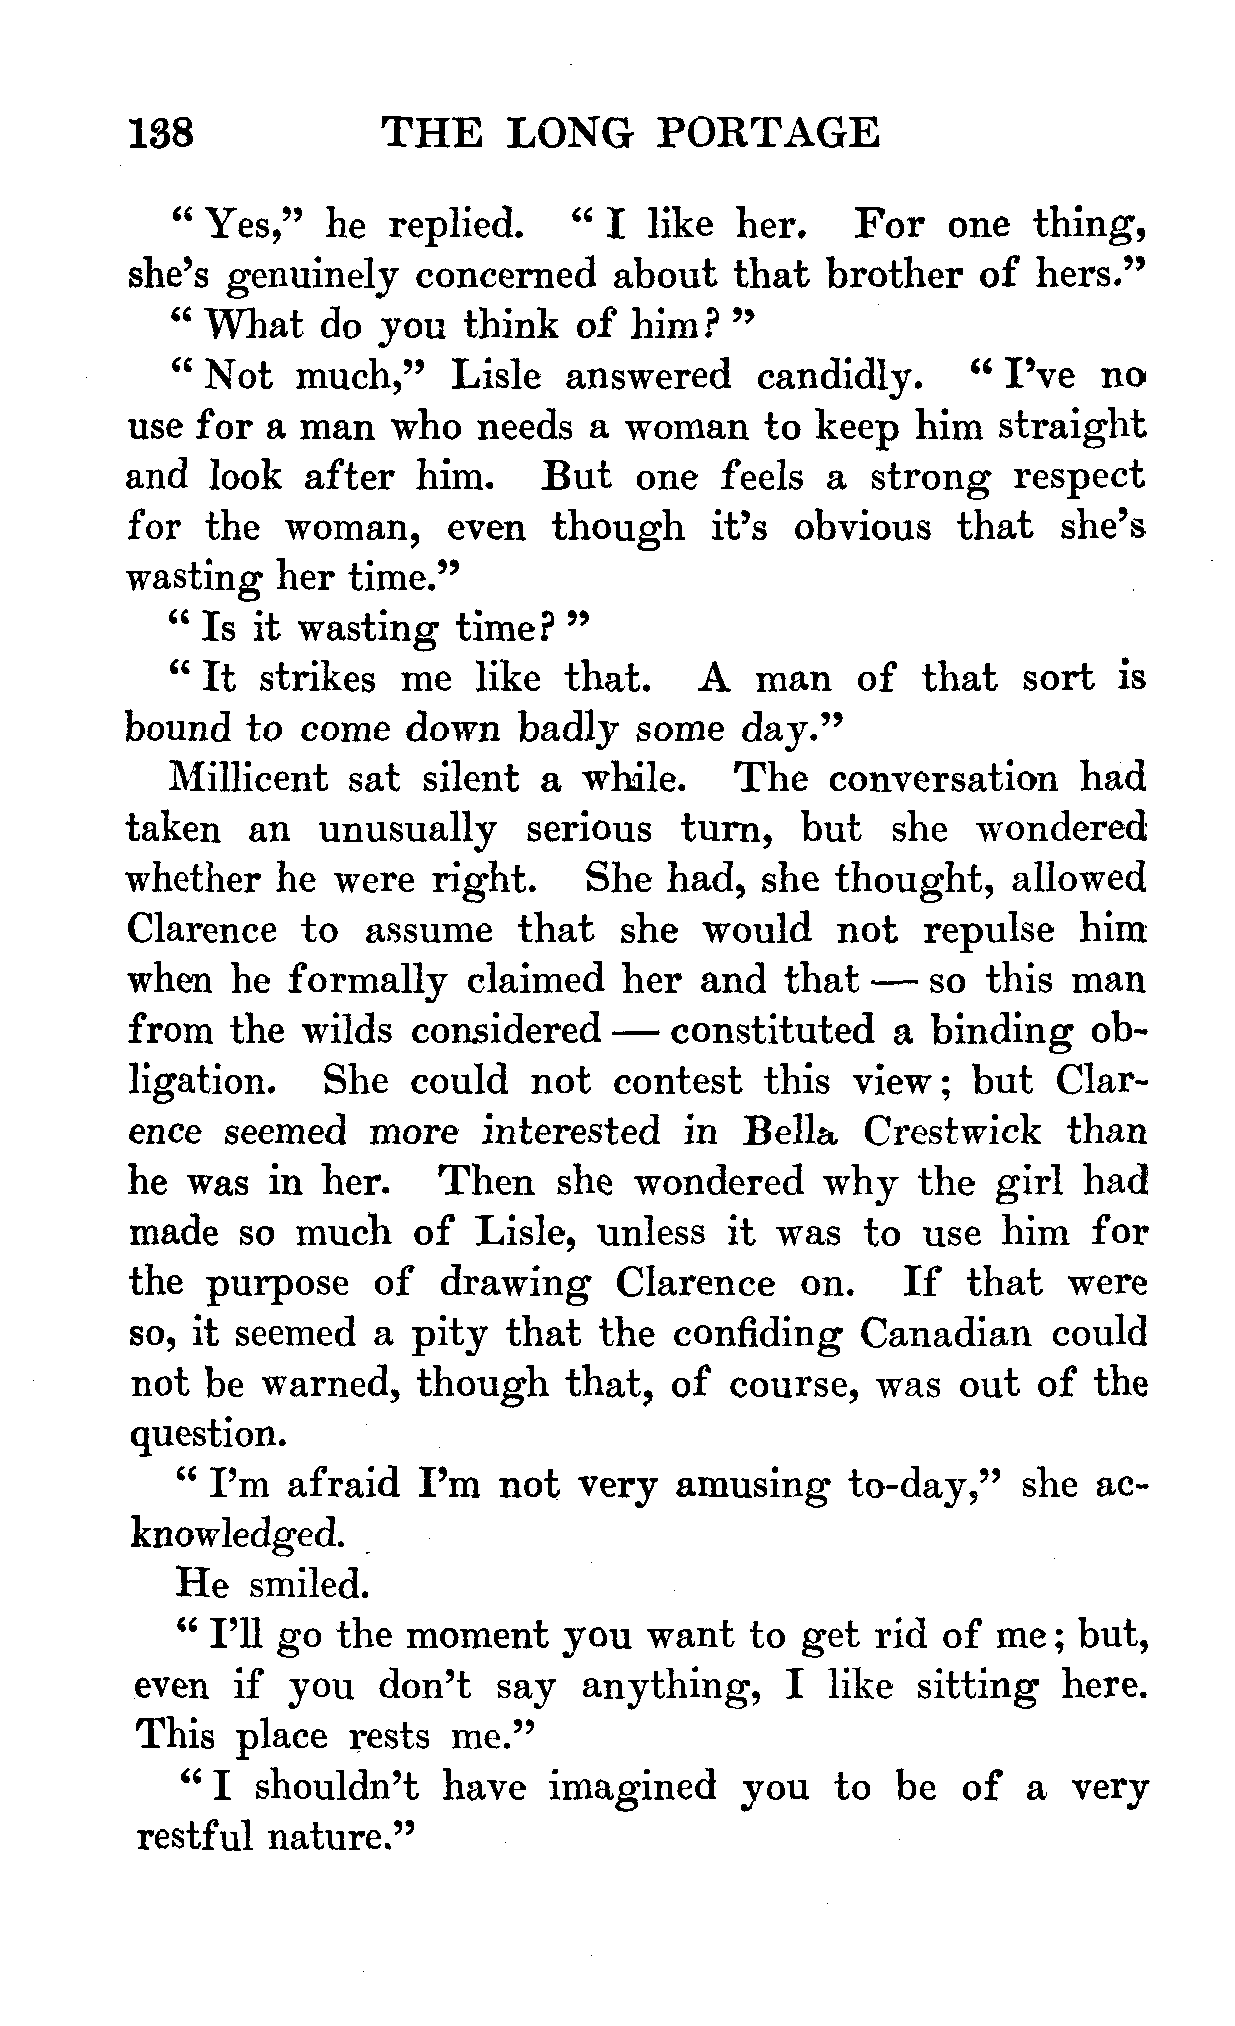 138 THE LONG PORTAGE
“ Yes,” he replied. “ I like her. For one thing,
she’s genuinely concerned about that brother of hers.”
“ What do you think of him? ”
“ Not much,” Lisle answered candidly. “ I’ve no
use for a man who needs a woman to keep him straight
and look after him. But one feels a strong respect
for the woman, even though it’s obvious that she’s
wasting her time.”
“ Is it wasting time? ”
“ It strikes me like that. A man of that sort is
bound to come down badly some day.”
Millicent sat silent a while. The conversation had
taken an unusually serious turn, but she wondered
whether he were right. She had, she thought, allowed
Clarence to assume that she would not repulse him
when he formally claimed her and that — so this man
from the wilds considered — constituted a binding ob-
ligation. She could not contest this view; but Clar-
ence seemed more interested in Bella Crestwick than
he was in her. Then she wondered why the girl had
made so much of Lisle, unless it was to use him for
the purpose of drawing Clarence on. If that were
so, it seemed a pity that the confiding Canadian could
not be warned, though that, of course, was out of the
question.
“ I’m afraid I’m not very amusing to-day,” she ac-
knowledged.
He smiled.
“ I’ll go the moment you want to get rid of me; but,
even if you don’t say anything, I like sitting here.
This place rests me.”
“ I shouldn’t have imagined you to be of a very
restful nature.”